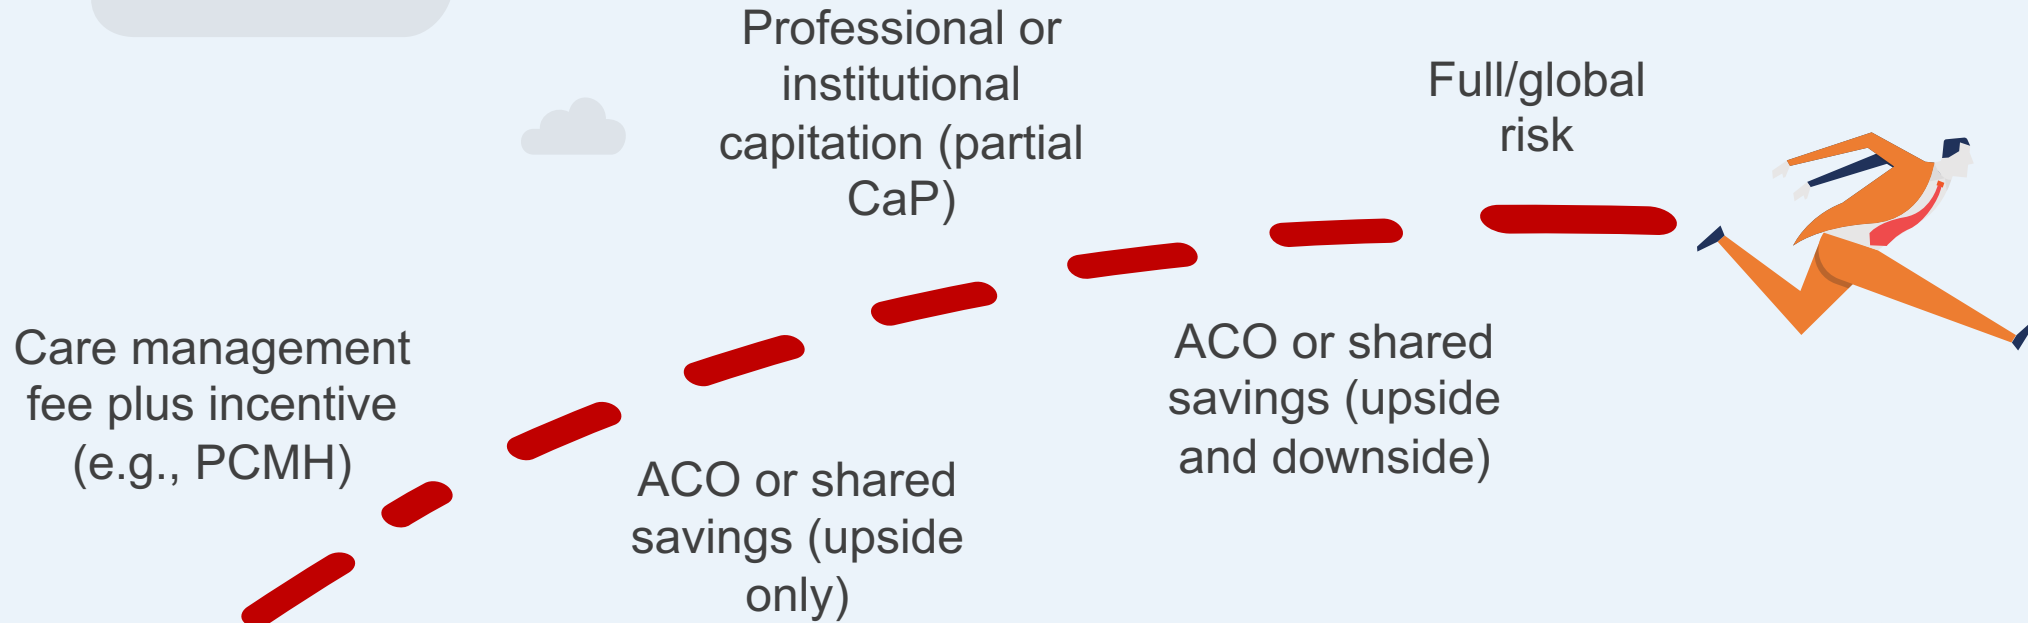 Care management
fee plus incentive
(e.g., PCMH)
ACO or shared
savings (upside
only)
Professional or
institutional
capitation (partial
CaP)
ACO or shared
savings (upside
and downside)
Full/global
risk